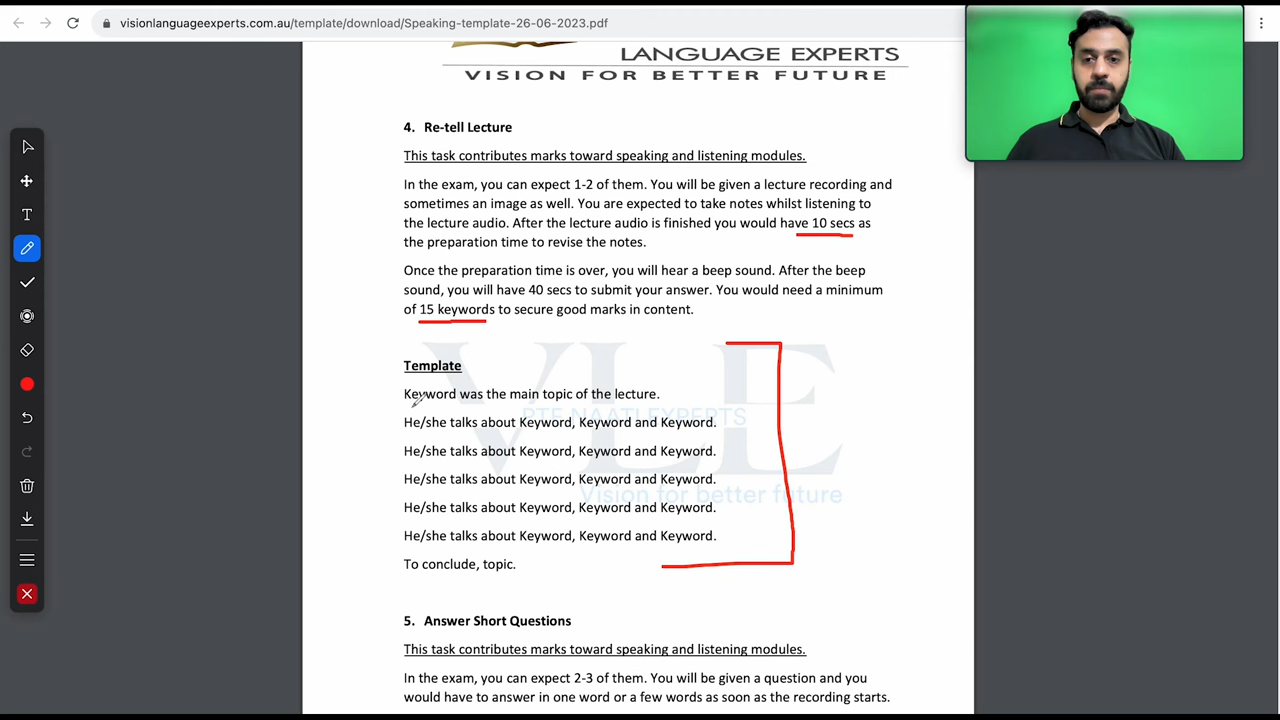 visionlanguageexperts.com.au/template/download/Speaking-template-26-06-2023.pdf
LANGUAGE EXPERTS
VISION FOR BETTER FUTURE
4. Re-tell Lecture
This task contributes marks toward speaking and listening modules.
In the exam, you can expect 1-2 of them. You will be given a lecture recording and
sometimes an image as well. You are expected to take notes whilst listening to
the lecture audio. After the lecture audio is finished you would have 10 secs as
the preparation time to revise the notes.
Once the preparation time is over, you will hear a beep sound. After the beep
sound, you will have 40 secs to submit your answer. You would need a minimum
of 15 keywords to secure good marks in content.
VLE
Template
Keyword was the main topic of the lecture.
PTE NAATI EXPERTS
He/she talks about Keyword, Keyword and Keyword.
He/she talks about Keyword, Keyword and Keyword.
He/she talks about Keyword, Keyword and Keyword.
Vision for better future
He/she talks about Keyword, Keyword and Keyword.
He/she talks about Keyword, Keyword and Keyword.
To conclude, topic.
5. Answer Short Questions
This task contributes marks toward speaking and listening modules.
In the exam, you can expect 2-3 of them. You will be given a question and you
would have to answer in one word or a few words as soon as the recording starts.
T